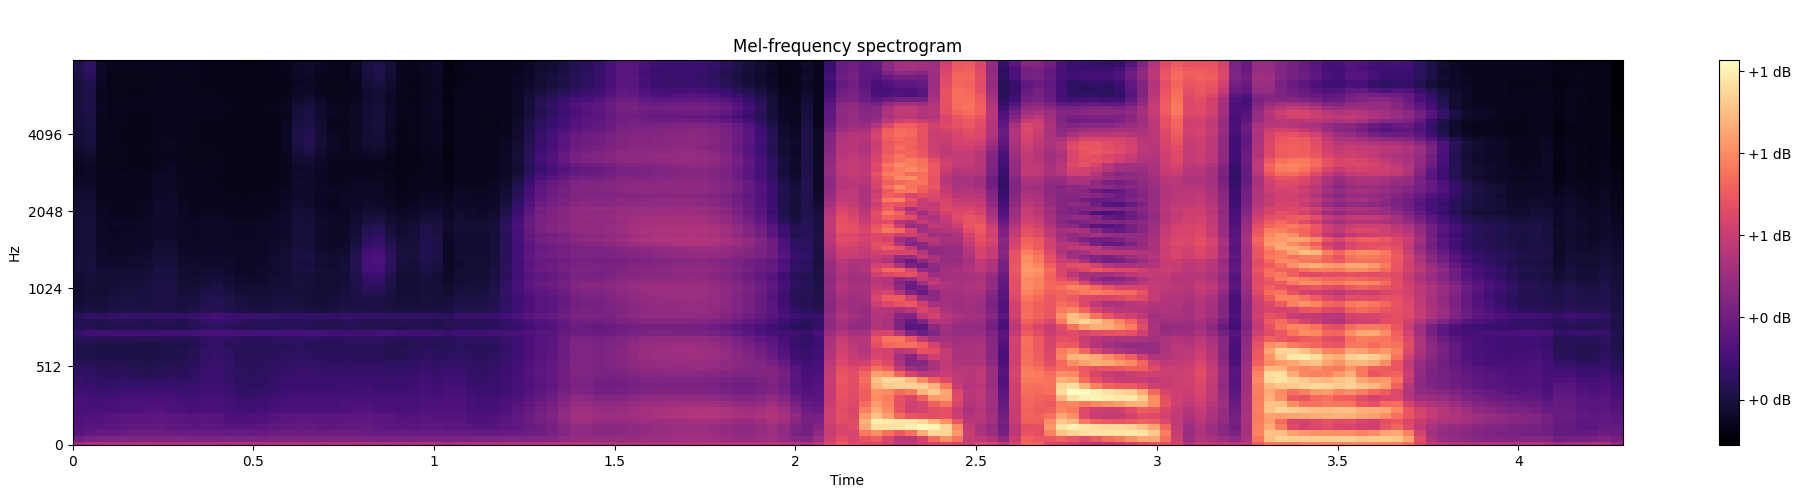 Mel-frequency spectrogram
Hz
4096
2048
1024
512
0
0 0.5 1 1.5 2 2.5 3 3.5 4
Time
+1 dB
+1 dB
+1 dB
+0 dB
+0 dB